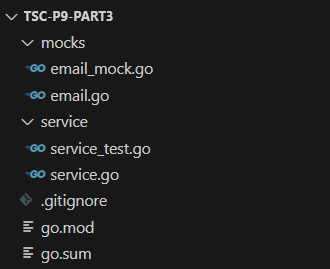 TSC-P9-PART3
mocks
GO email_mock.go
GO email.go
service
GO service_test.go
GO service.go
.gitignore
go.mod
go.sum